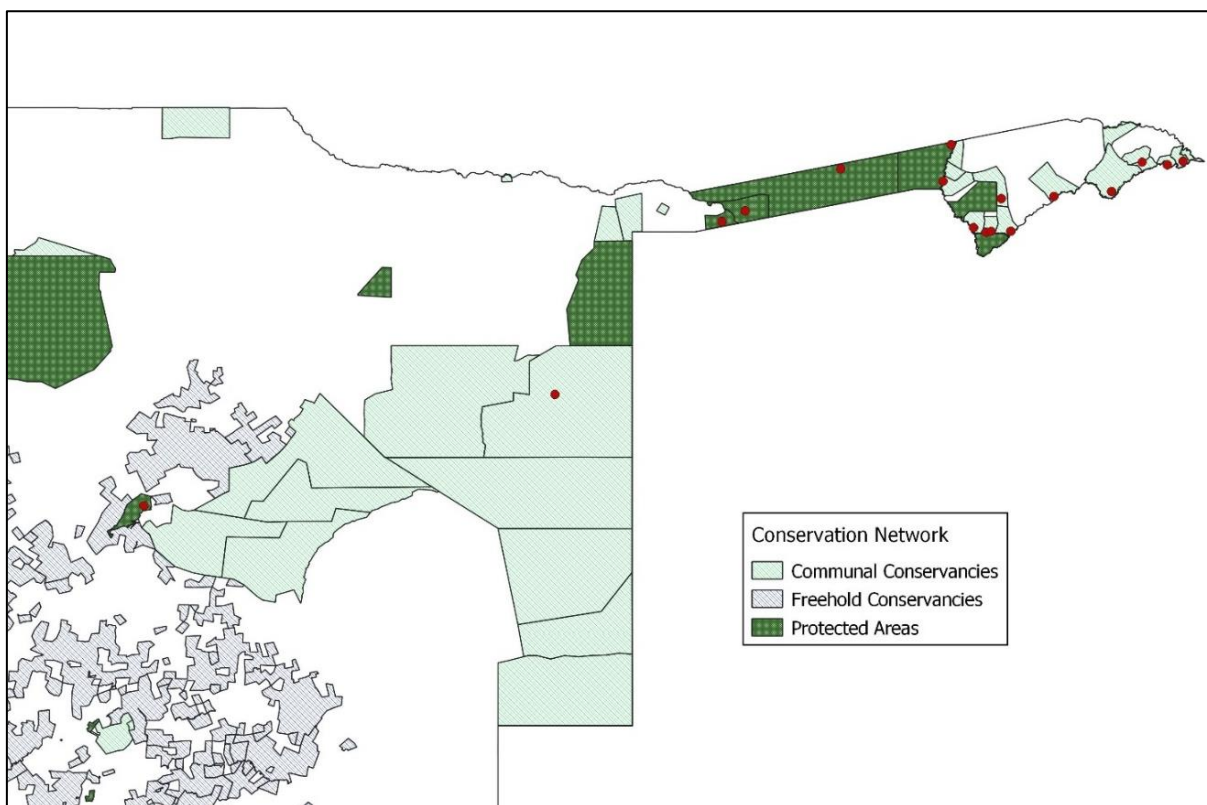 Conservation Network
Communal Conservancies
Freehold Conservancies
Protected Areas